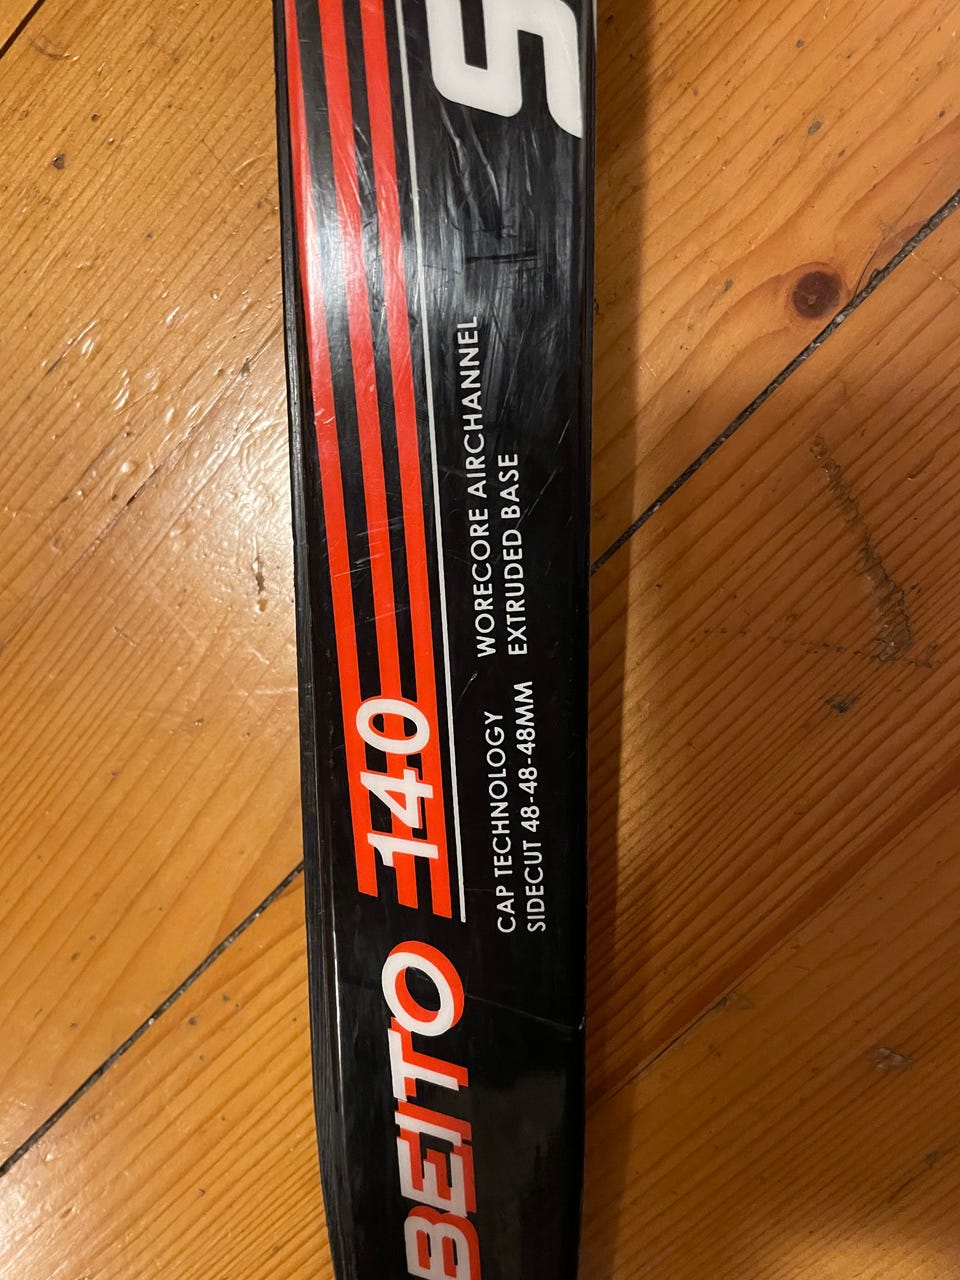 BEITO 140
CAP TECHNOLOGY WORECORE AIRCHANNEL
SIDECUT 48-48-48MM EXTRUDED BASE
S